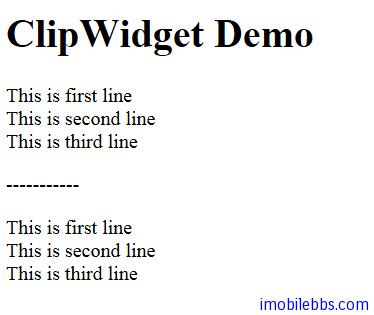 ClipWidget Demo
This is first line
This is second line
This is third line
-----------
This is first line
This is second line
This is third line
imobilebbs.com